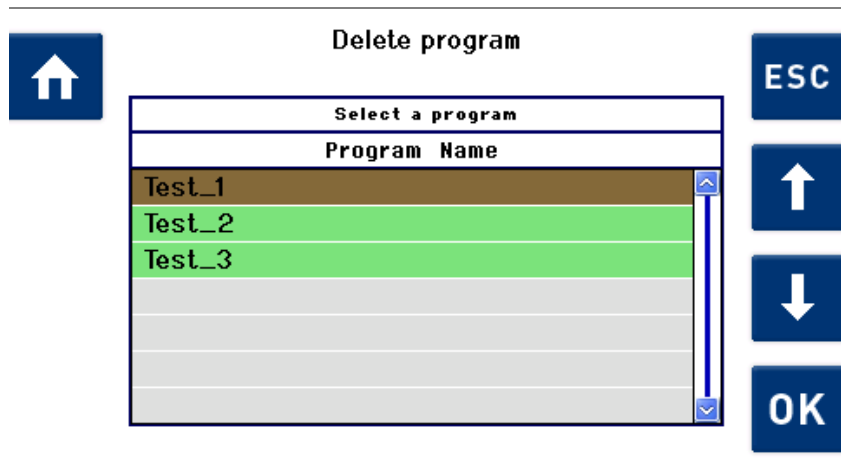 Delete program
ESC
Select a program
Program Name
Test_1
Test_2
Test_3
OK